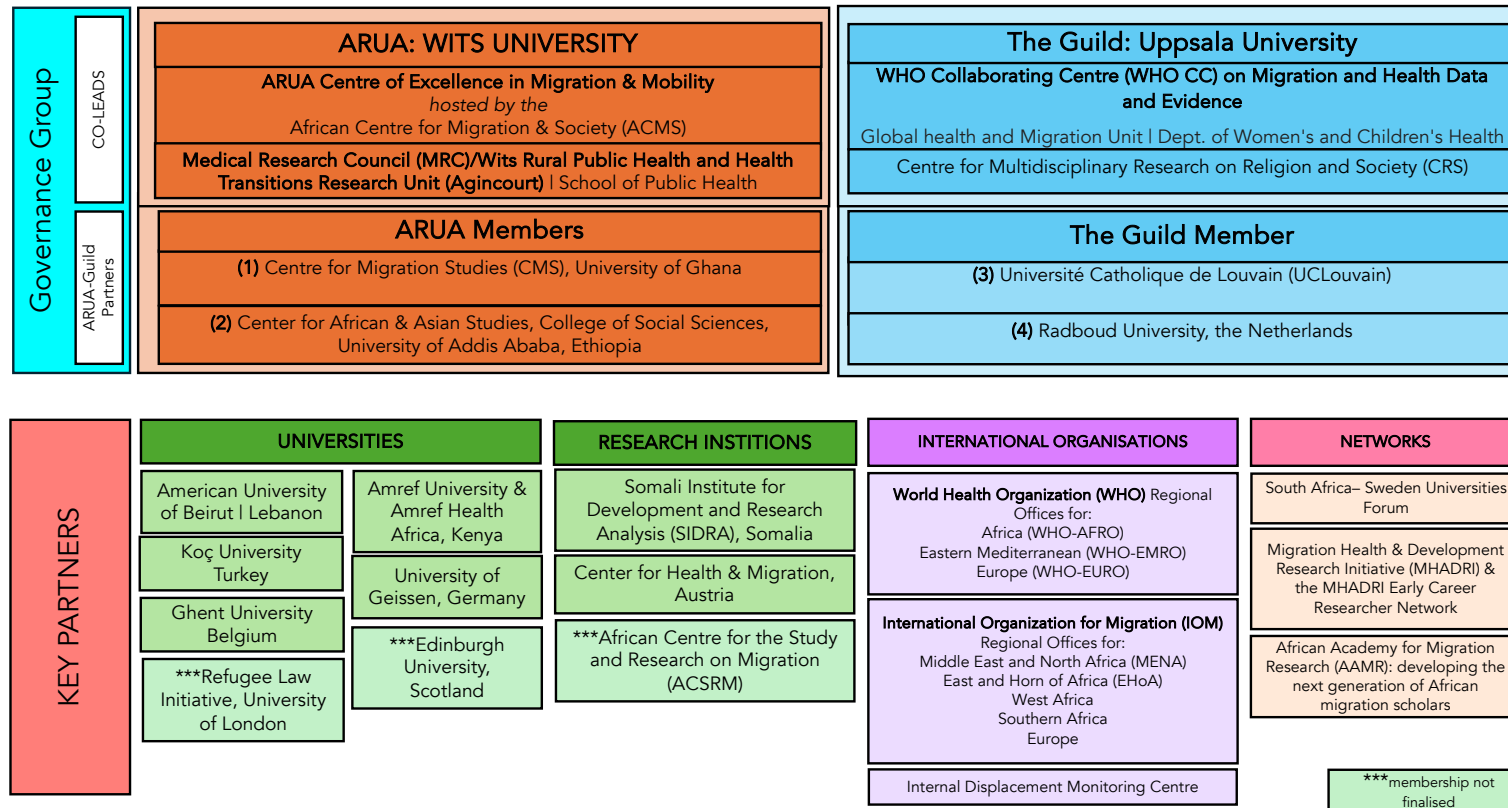 Governance Group
CO-LEADS
ARUA: WITS UNIVERSITY
ARUA Centre of Excellence in Migration & Mobility
hosted by the
African Centre for Migration & Society (ACMS)
Medical Research Council (MRC)/Wits Rural Public Health and Health
Transitions Research Unit (Agincourt) | School of Public Health
The Guild: Uppsala University
WHO Collaborating Centre (WHO CC) on Migration and Health Data
and Evidence
Global health and Migration Unit | Dept. of Women's and Children's Health
Centre for Multidisciplinary Research on Religion and Society (CRS)
ARUA-Guild
Partners
ARUA Members
(1) Centre for Migration Studies (CMS), University of Ghana
(2) Center for African & Asian Studies, College of Social Sciences,
University of Addis Ababa, Ethiopia
The Guild Member
(3) Université Catholique de Louvain (UCLouvain)
(4) Radboud University, the Netherlands
KEY PARTNERS
UNIVERSITIES
American University
of Beirut | Lebanon
Koç University
Turkey
Ghent University
Belgium
***Refugee Law
Initiative, University
of London
Amref University &
Amref Health
Africa, Kenya
University of
Geissen, Germany
***Edinburgh
University,
Scotland
RESEARCH INSTITIONS
Somali Institute for
Development and Research
Analysis (SIDRA), Somalia
Center for Health & Migration,
Austria
***African Centre for the Study
and Research on Migration
(ACSRM)
INTERNATIONAL ORGANISATIONS
World Health Organization (WHO) Regional
Offices for:
Africa (WHO-AFRO)
Eastern Mediterranean (WHO-EMRO)
Europe (WHO-EURO)
International Organization for Migration (IOM)
Regional Offices for:
Middle East and North Africa (MENA)
East and Horn of Africa (EHoA)
West Africa
Southern Africa
Europe
Internal Displacement Monitoring Centre
NETWORKS
South Africa– Sweden Universities
Forum
Migration Health & Development
Research Initiative (MHADRI) &
the MHADRI Early Career
Researcher Network
African Academy for Migration
Research (AAMR): developing the
next generation of African
migration scholars
***membership not
finalised